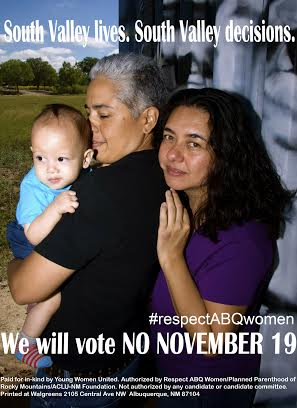 South Valley lives. South Valley decisions.
#respectABQwomen
We will vote NO NOVEMBER 19
Paid for in-kind by Young Women United. Authorized by Respect ABQ Women/Planned Parenthood of
Rocky Mountains/ACLU-NM Foundation. Not authorized by any candidate or candidate committee.
Printed at Walgreens 2105 Central Ave NW Albuquerque, NM 87104